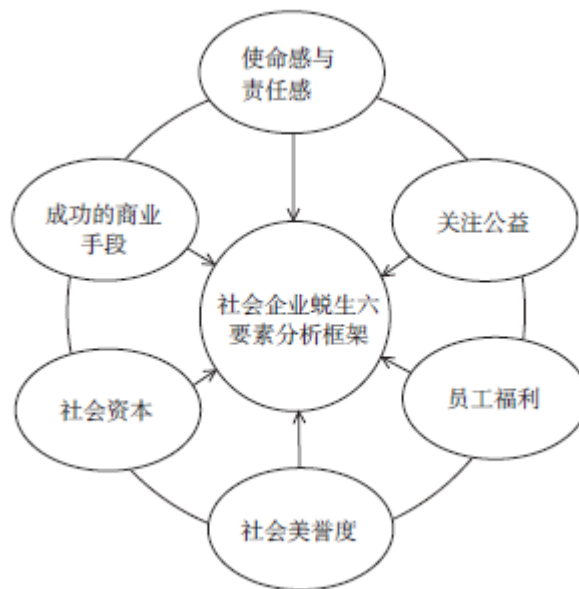 使命感与
责任感
成功的商业
手段
关注公益
社会企业蜕生六
要素分析框架
社会资本
员工福利
社会美誉度